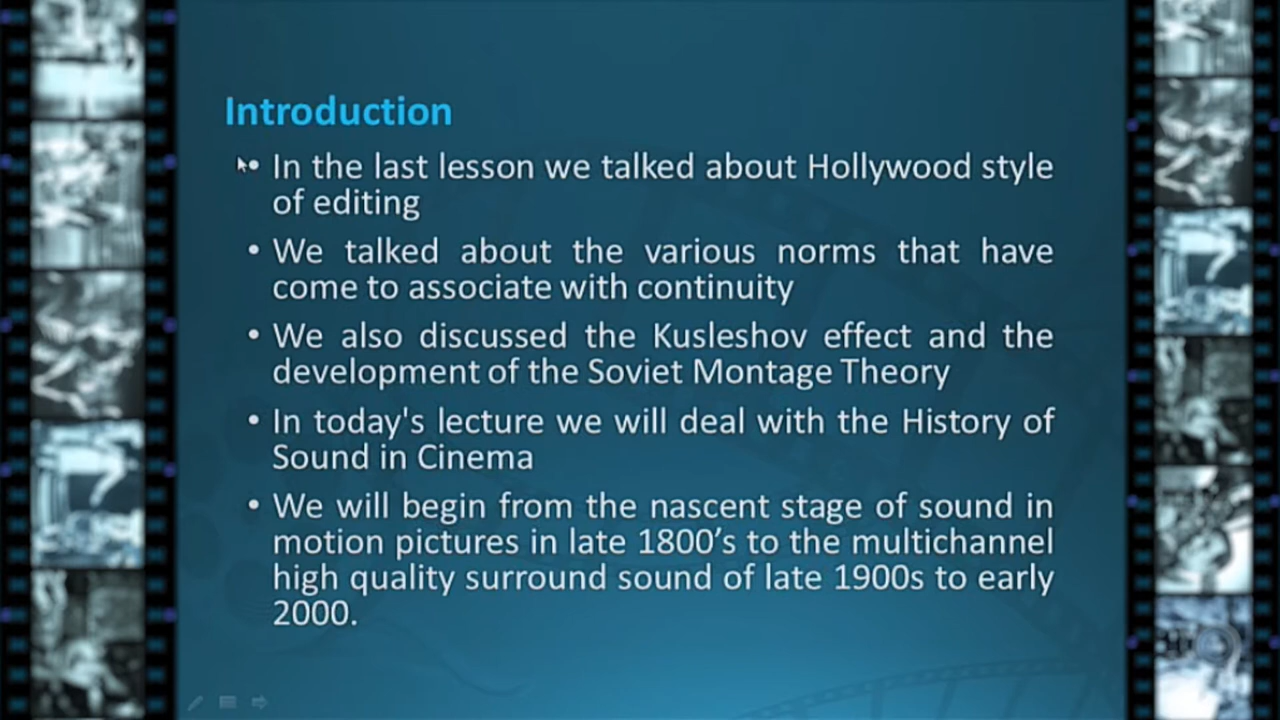 Introduction
• In the last lesson we talked about Hollywood style
of editing
• We talked about the various norms that have
come to associate with continuity
• We also discussed the Kusleshov effect and the
development of the Soviet Montage Theory
• In today's lecture we will deal with the History of
Sound in Cinema
• We will begin from the nascent stage of sound in
motion pictures in late 1800’s to the multichannel
high quality surround sound of late 1900s to early
2000.